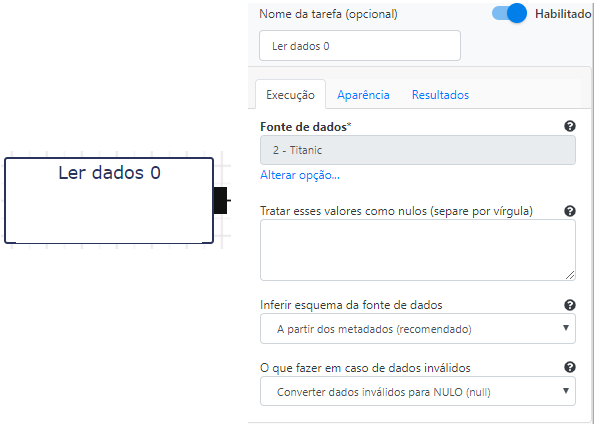 Ler dados 0
Nome da tarefa (opcional)
Habilitado
Ler dados 0
Execução Aparência Resultados
Fonte de dados*
2 - Titanic
Alterar opção...
Tratar esses valores como nulos (separe por vírgula)
Inferir esquema da fonte de dados
A partir dos metadados (recomendado)
O que fazer em caso de dados inválidos
Converter dados inválidos para NULO (null)